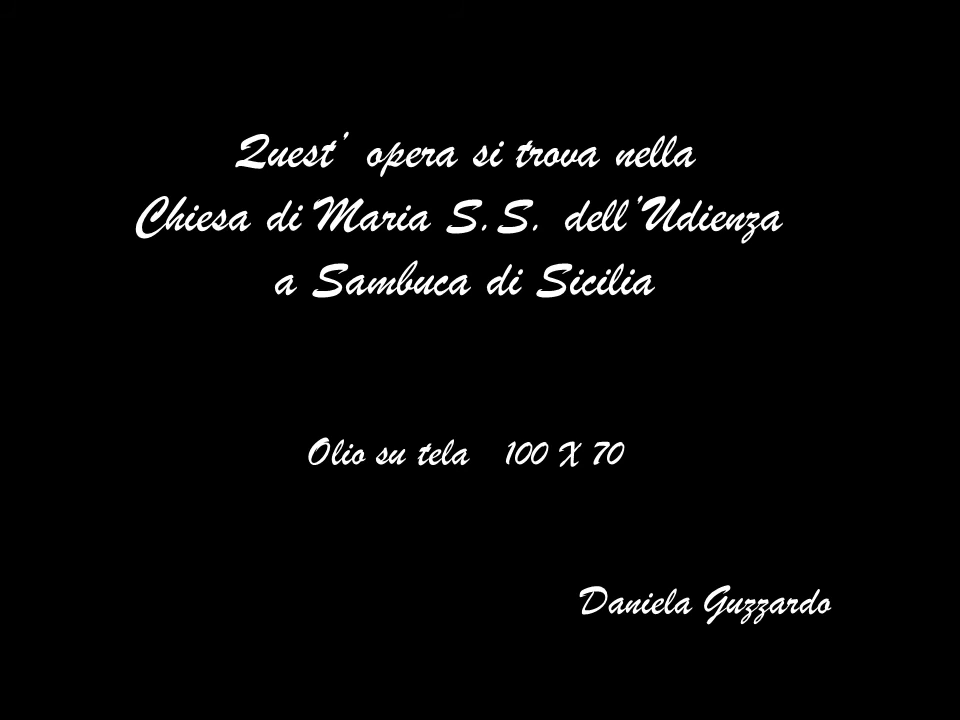 Quest' opera si trova nella
Chiesa di Maria S.S. dell'Udienza
a Sambuca di Sicilia
Olio su tela 100 X 70
Daniela Guzzardo